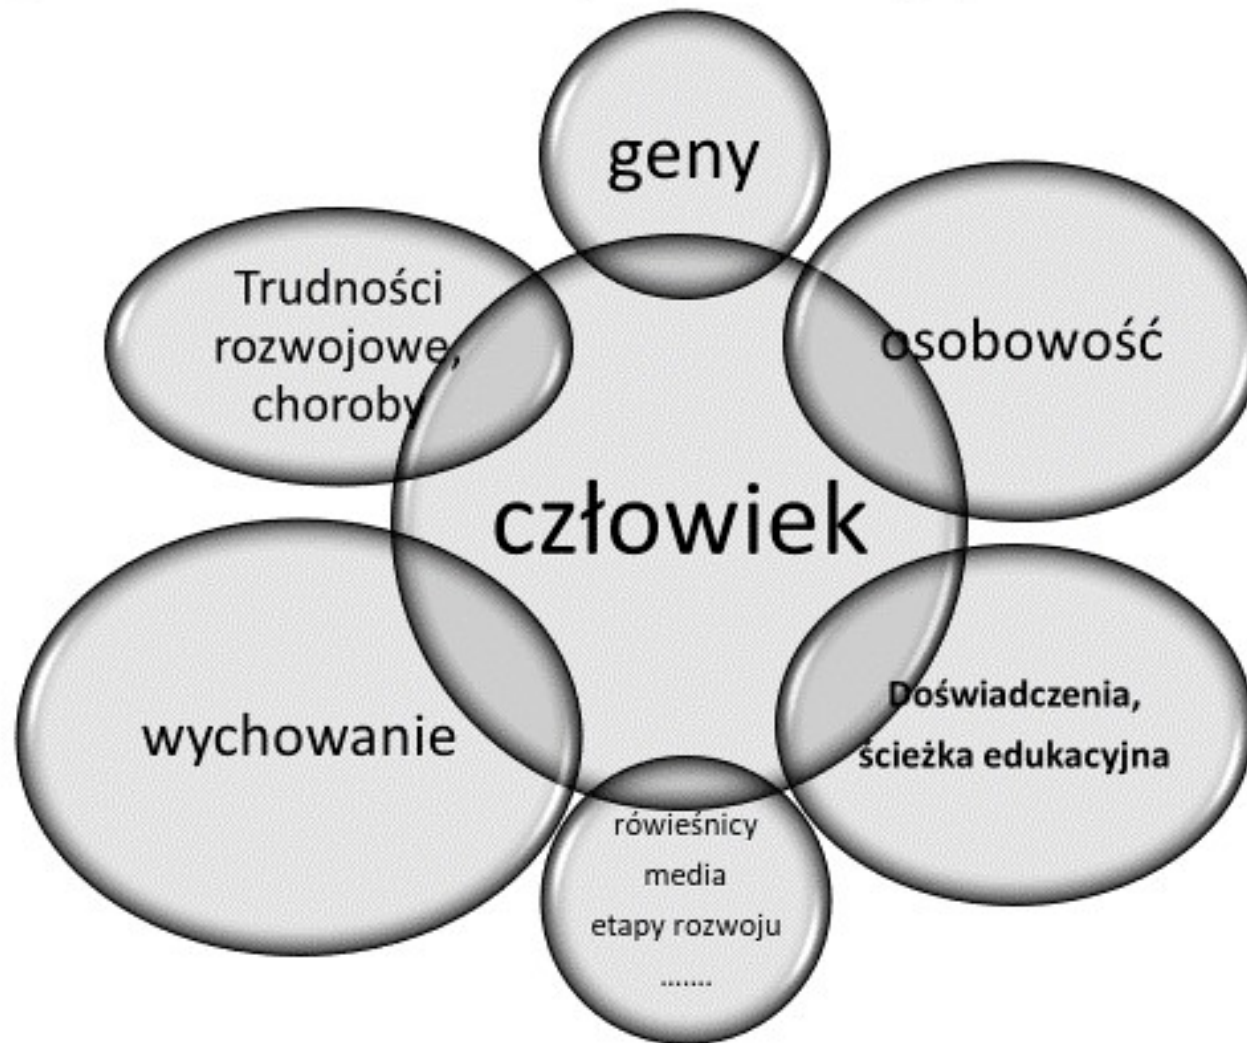 geny
Trudności
rozwojowe,
choroby
osobowość
człowiek
wychowanie
Doświadczenia,
ścieżka edukacyjna
rówieśnicy
media
etapy rozwoju
.......